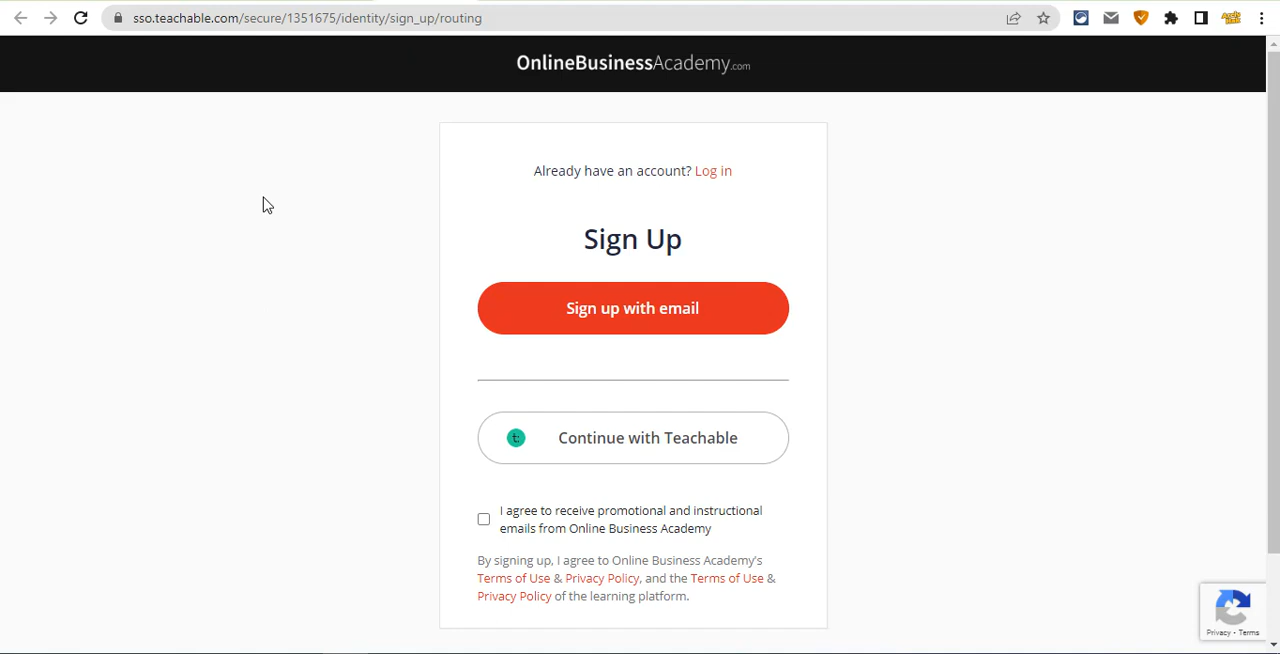 sso.teachable.com/secure/1351675/identity/sign_up/routing
OnlineBusinessAcademy.com
Already have an account? Log in
Sign Up
Sign up with email
t Continue with Teachable
I agree to receive promotional and instructional
emails from Online Business Academy
By signing up, I agree to Online Business Academy's
Terms of Use & Privacy Policy, and the Terms of Use &
Privacy Policy of the learning platform.
Privacy - Terms